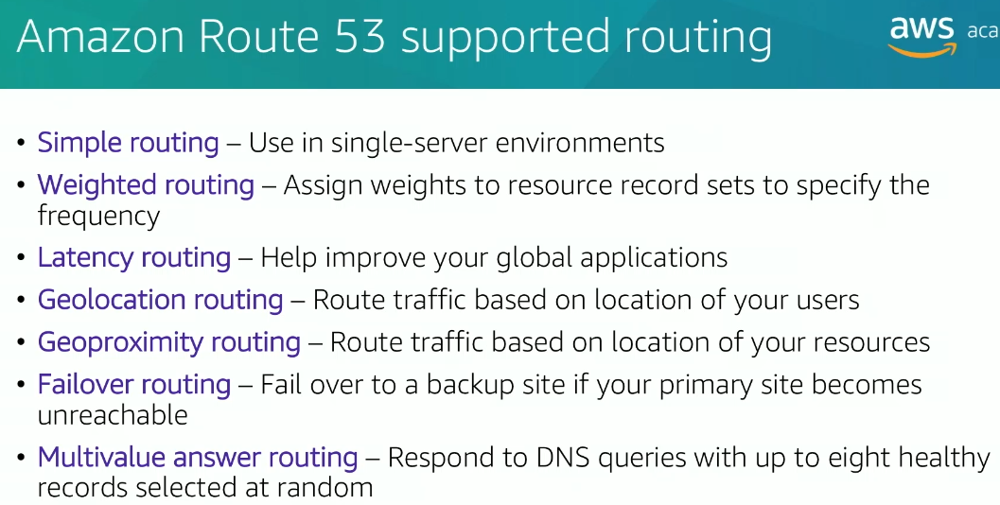 Amazon Route 53 supported routing
aws aca
• Simple routing – Use in single-server environments
• Weighted routing – Assign weights to resource record sets to specify the
frequency
• Latency routing – Help improve your global applications
• Geolocation routing – Route traffic based on location of your users
• Geoproximity routing – Route traffic based on location of your resources
• Failover routing – Fail over to a backup site if your primary site becomes
unreachable
• Multivalue answer routing – Respond to DNS queries with up to eight healthy
records selected at random